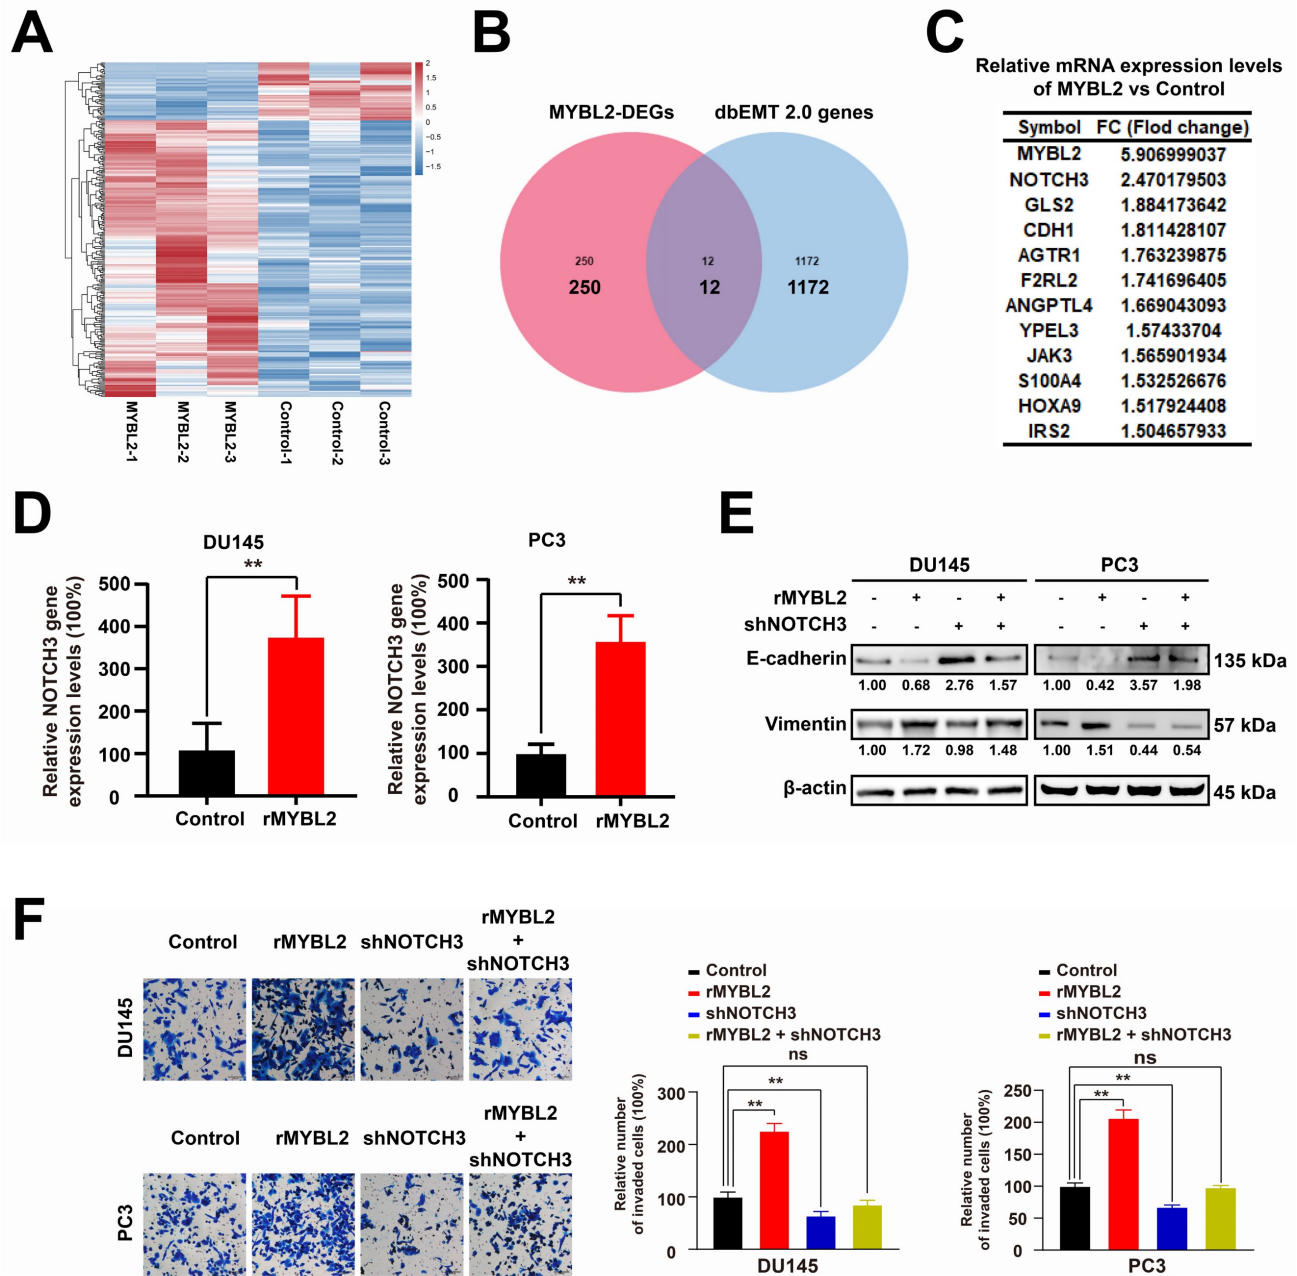 A
2
1.5
1
0.5
0
−0.5
−1
−1.5
MYBL2-1
MYBL2-2
MYBL2-3
Control-1
Control-2
Control-3
B
MYBL2-DEGs
dbEMT 2.0 genes
250
12
1172
250
12
1172
C
Relative mRNA expression levels
of MYBL2 vs Control
Symbol FC (Flod change)
MYBL2 5.906999037
NOTCH3 2.470179503
GLS2 1.884173642
CDH1 1.811428107
AGTR1 1.763239875
F2RL2 1.741696405
ANGPTL4 1.669043093
YPEL3 1.57433704
JAK3 1.565901934
S100A4 1.532526676
HOXA9 1.517924408
IRS2 1.504657933
D
DU145
**
Relative NOTCH3 gene
expression levels (100%)
500
400
300
200
100
0
Control rMYBL2
PC3
**
Relative NOTCH3 gene
expression levels (100%)
500
400
300
200
100
0
Control rMYBL2
E
DU145 PC3
rMYBL2 - + - + - + - +
shNOTCH3 - - + + - - + +
E-cadherin 135 kDa
1.00 0.68 2.76 1.57 1.00 0.42 3.57 1.98
Vimentin 57 kDa
1.00 1.72 0.98 1.48 1.00 1.51 0.44 0.54
β-actin 45 kDa
F
Control rMYBL2 shNOTCH3 rMYBL2
+
shNOTCH3
DU145
Control rMYBL2 shNOTCH3 rMYBL2
+
shNOTCH3
PC3
Control
rMYBL2
shNOTCH3
rMYBL2 + shNOTCH3
ns
**
**
Relative number
of invaded cells (100%)
300
200
100
0
DU145
Control
rMYBL2
shNOTCH3
rMYBL2 + shNOTCH3
ns
**
**
Relative number
of invaded cells (100%)
250
200
150
100
50
0
PC3